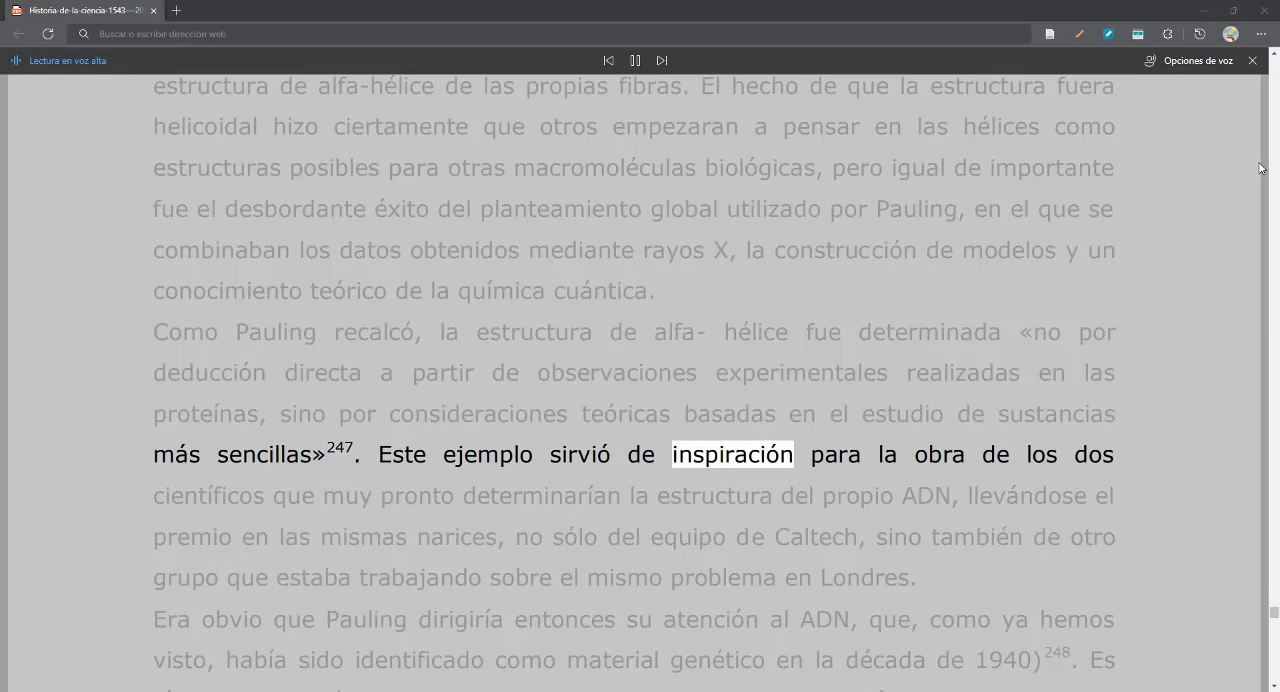 Historia-de-la-ciencia-1543---20
Buscar o escribir dirección web
Lectura en voz alta
Opciones de voz
estructura de alfa-hélice de las propias fibras. El hecho de que la estructura fuera
helicoidal hizo ciertamente que otros empezaran a pensar en las hélices como
estructuras posibles para otras macromoléculas biológicas, pero igual de importante
fue el desbordante éxito del planteamiento global utilizado por Pauling, en el que se
combinaban los datos obtenidos mediante rayos X, la construcción de modelos y un
conocimiento teórico de la química cuántica.
Como Pauling recalcó, la estructura de alfa- hélice fue determinada «no por
deducción directa a partir de observaciones experimentales realizadas en las
proteínas, sino por consideraciones teóricas basadas en el estudio de sustancias
más sencillas»247. Este ejemplo sirvió de inspiración para la obra de los dos
científicos que muy pronto determinarían la estructura del propio ADN, llevándose el
premio en las mismas narices, no sólo del equipo de Caltech, sino también de otro
grupo que estaba trabajando sobre el mismo problema en Londres.
Era obvio que Pauling dirigiría entonces su atención al ADN, que, como ya hemos
visto, había sido identificado como material genético en la década de 1940)248. Es